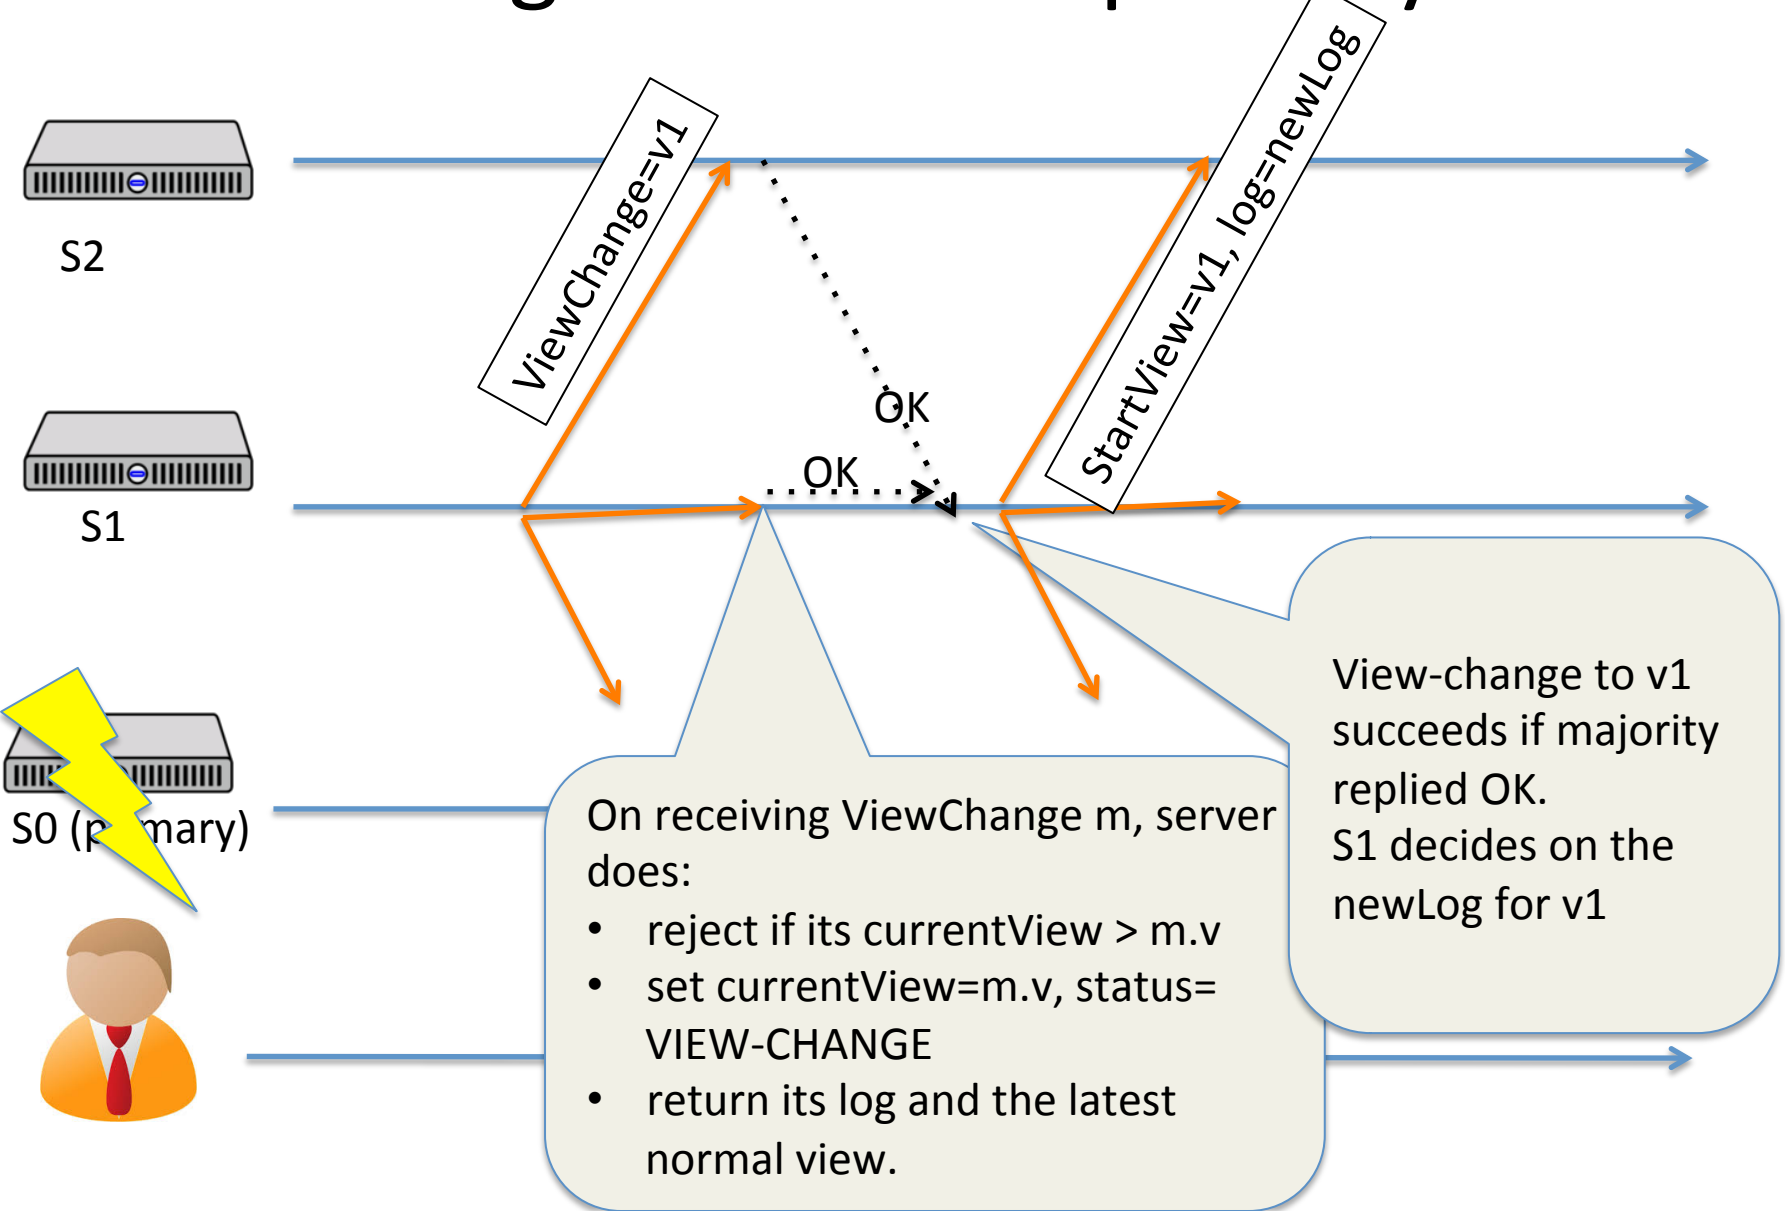 ViewChange=v1
StartView=v1, log=newLog
S2
OK
OK
S1
S0 (primary)
On receiving ViewChange m, server
does:
• reject if its currentView > m.v
• set currentView=m.v, status=
VIEW-CHANGE
• return its log and the latest
normal view.
View-change to v1
succeeds if majority
replied OK.
S1 decides on the
newLog for v1